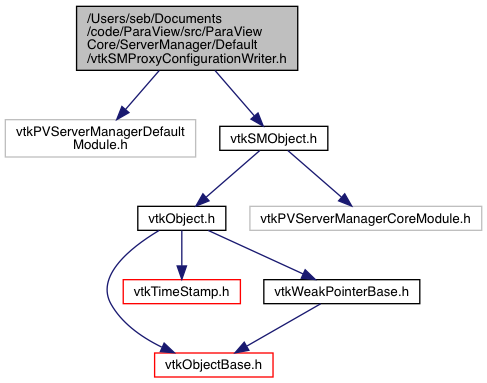 /Users/seb/Documents
/code/ParaView/src/ParaView
Core/ServerManager/Default
/vtkSMProxyConfigurationWriter.h
vtkPVServerManagerDefault
Module.h
vtkSMObject.h
vtkObject.h
vtkPVServerManagerCoreModule.h
vtkTimeStamp.h
vtkWeakPointerBase.h
vtkObjectBase.h